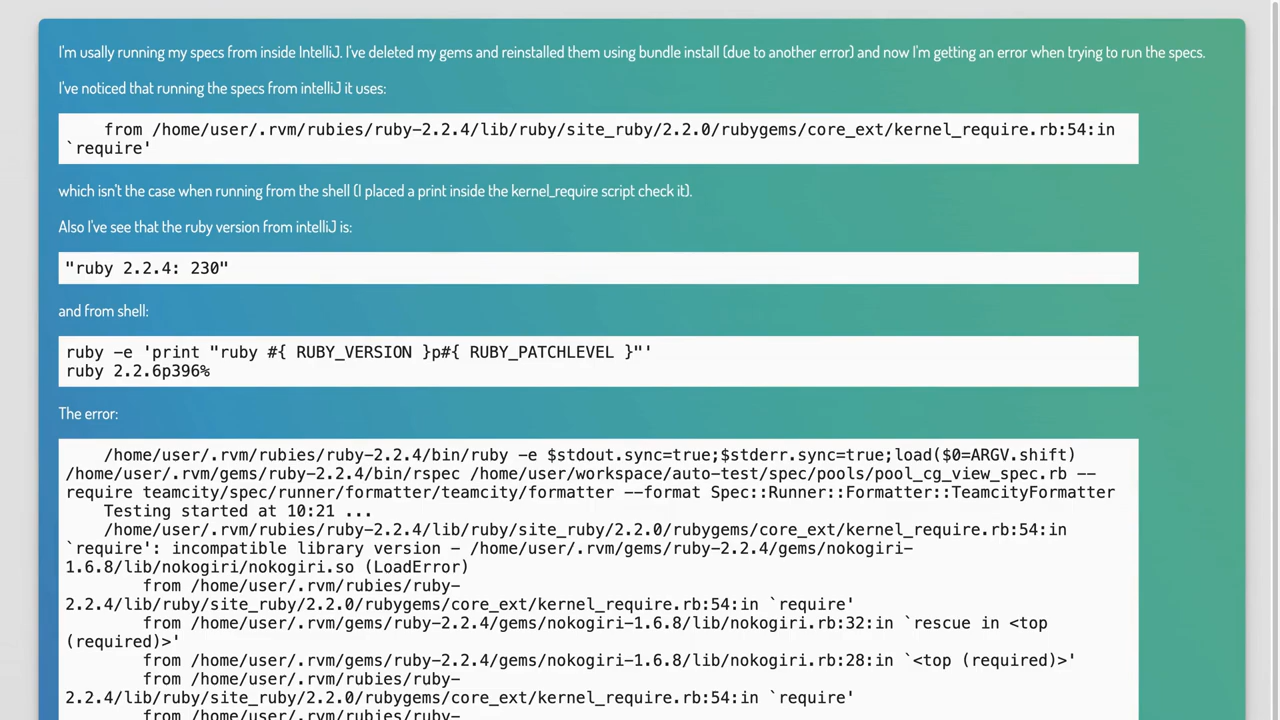 I'm usally running my specs from inside IntelliJ. I've deleted my gems and reinstalled them using bundle install (due to another error) and now I'm getting an error when trying to run the specs.
I've noticed that running the specs from intelliJ it uses:
from /home/user/.rvm/rubies/ruby-2.2.4/lib/ruby/site_ruby/2.2.0/rubygems/core_ext/kernel_require.rb:54:in
`require'
which isn't the case when running from the shell (I placed a print inside the kernel_require script check it).
Also I've see that the ruby version from intelliJ is:
"ruby 2.2.4: 230"
and from shell:
ruby -e 'print "ruby #{ RUBY_VERSION }p#{ RUBY_PATCHLEVEL }"'
ruby 2.2.6p396%
The error:
/home/user/.rvm/rubies/ruby-2.2.4/bin/ruby -e $stdout.sync=true;$stderr.sync=true;load($0=ARGV.shift)
/home/user/.rvm/gems/ruby-2.2.4/bin/rspec /home/user/workspace/auto-test/spec/pools/pool_cg_view_spec.rb --
require teamcity/spec/runner/formatter/teamcity/formatter --format Spec::Runner::Formatter::TeamcityFormatter
Testing started at 10:21 ...
/home/user/.rvm/rubies/ruby-2.2.4/lib/ruby/site_ruby/2.2.0/rubygems/core_ext/kernel_require.rb:54:in
`require': incompatible library version - /home/user/.rvm/gems/ruby-2.2.4/gems/nokogiri-
1.6.8/lib/nokogiri/nokogiri.so (LoadError)
from /home/user/.rvm/rubies/ruby-
2.2.4/lib/ruby/site_ruby/2.2.0/rubygems/core_ext/kernel_require.rb:54:in `require'
from /home/user/.rvm/gems/ruby-2.2.4/gems/nokogiri-1.6.8/lib/nokogiri.rb:32:in `rescue in <top
(required)>'
from /home/user/.rvm/gems/ruby-2.2.4/gems/nokogiri-1.6.8/lib/nokogiri.rb:28:in `<top (required)>'
from /home/user/.rvm/rubies/ruby-
2.2.4/lib/ruby/site_ruby/2.2.0/rubygems/core_ext/kernel_require.rb:54:in `require'
from /home/user/.rvm/rubies/ruby-